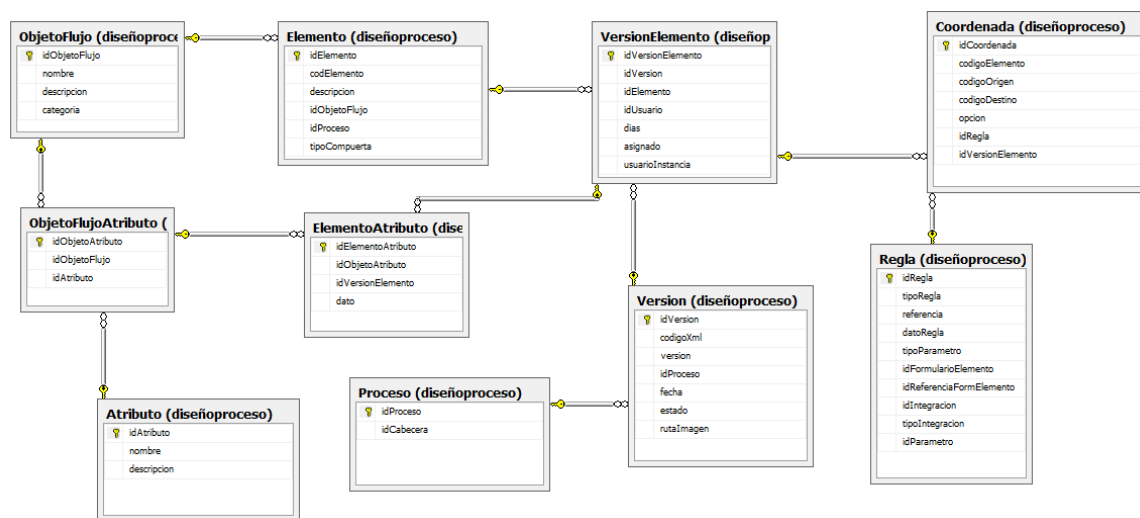 ObjetoFlujo (diseñoproce
idObjetoFlujo
nombre
descripcion
categoria
Elemento (diseñoproceso)
idElemento
codElemento
descripcion
idObjetoFlujo
idProceso
tipoCompuerta
VersionElemento (diseñop
idVersionElemento
idVersion
idElemento
idUsuario
dias
asignado
usuarioInstancia
Coordenada (diseñoproceso)
idCoordenada
codigoElemento
codigoOrigen
codigoDestino
opcion
idRegla
idVersionElemento
ObjetoFlujoAtributo (
idObjetoAtributo
idObjetoFlujo
idAtributo
ElementoAtributo (dise
idElementoAtributo
idObjetoAtributo
idVersionElemento
dato
Regla (diseñoproceso)
idRegla
tipoRegla
referencia
datoRegla
tipoParametro
idFormularioElemento
idReferenciaFormElemento
idIntegracion
tipoIntegracion
idParametro
Version (diseñoproceso)
idVersion
codigoXml
version
idProceso
fecha
estado
rutaImagen
Proceso (diseñoproceso)
idProceso
idCabecera
Atributo (diseñoproceso)
idAtributo
nombre
descripcion